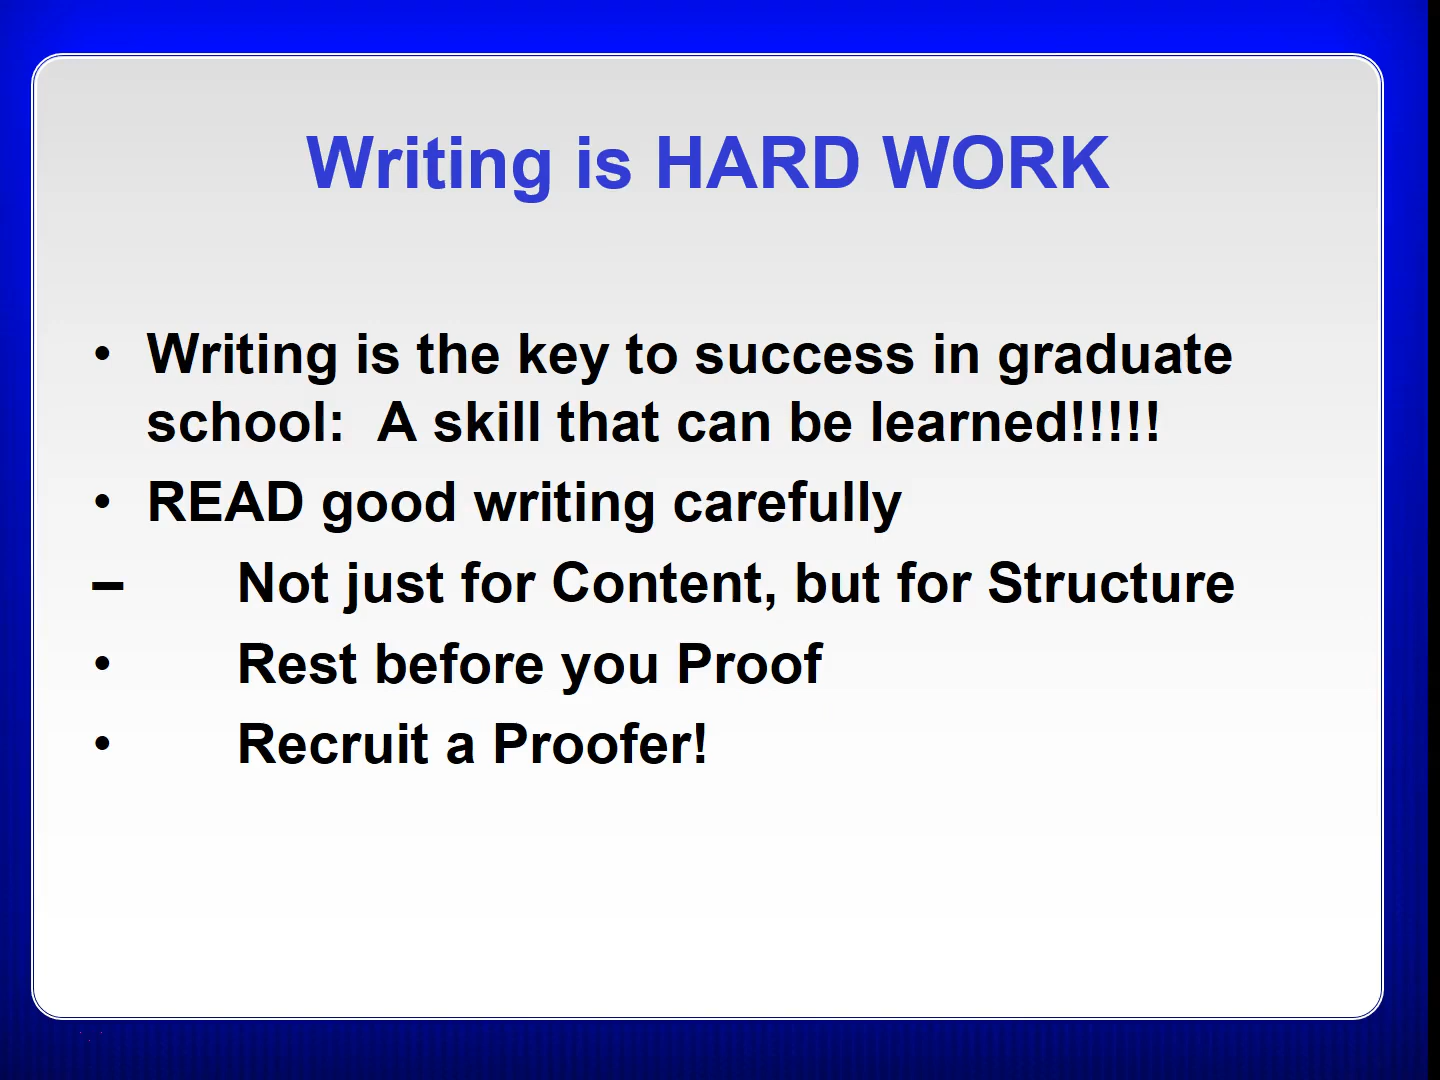 Writing is HARD WORK
• Writing is the key to success in graduate
school:  A skill that can be learned!!!!!
• READ good writing carefully
– Not just for Content, but for Structure
• Rest before you Proof
• Recruit a Proofer!